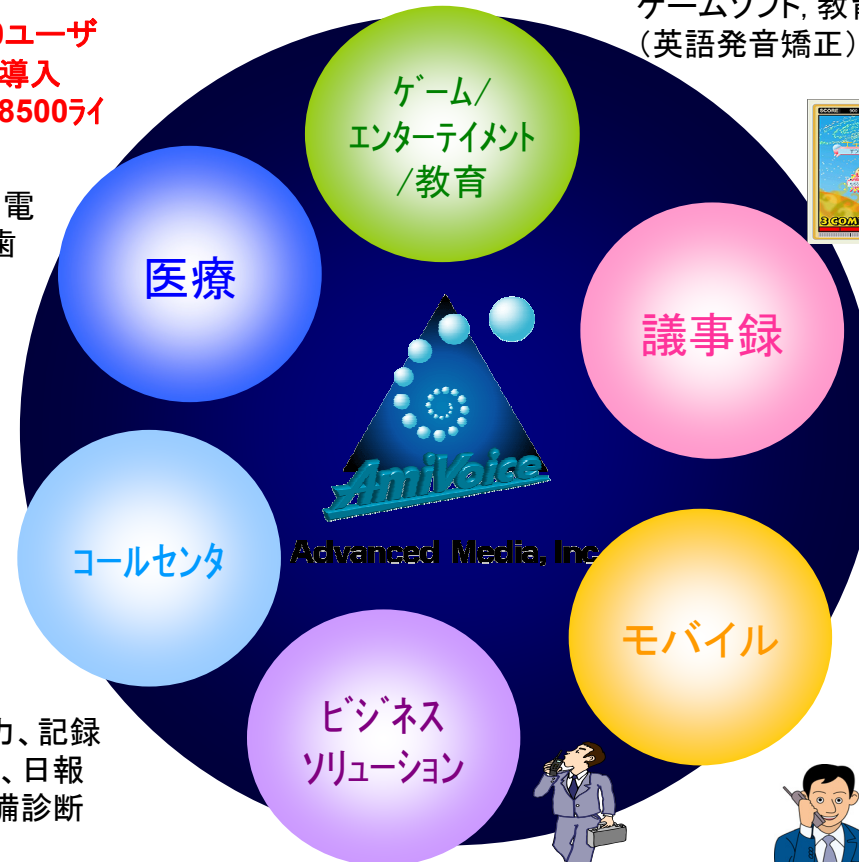 ユーザ
導入
8500ライ
ゲームソフト, 教育
(英語発音矯正)
ゲーム/
エンターテイメント
/教育
SCORE
電
歯
医療
議事録
3 COM
AmiVoice
Advanced Media, Inc
コールセンタ
モバイル
ビジネス
ソリューション
力、記録
、日報
備診断